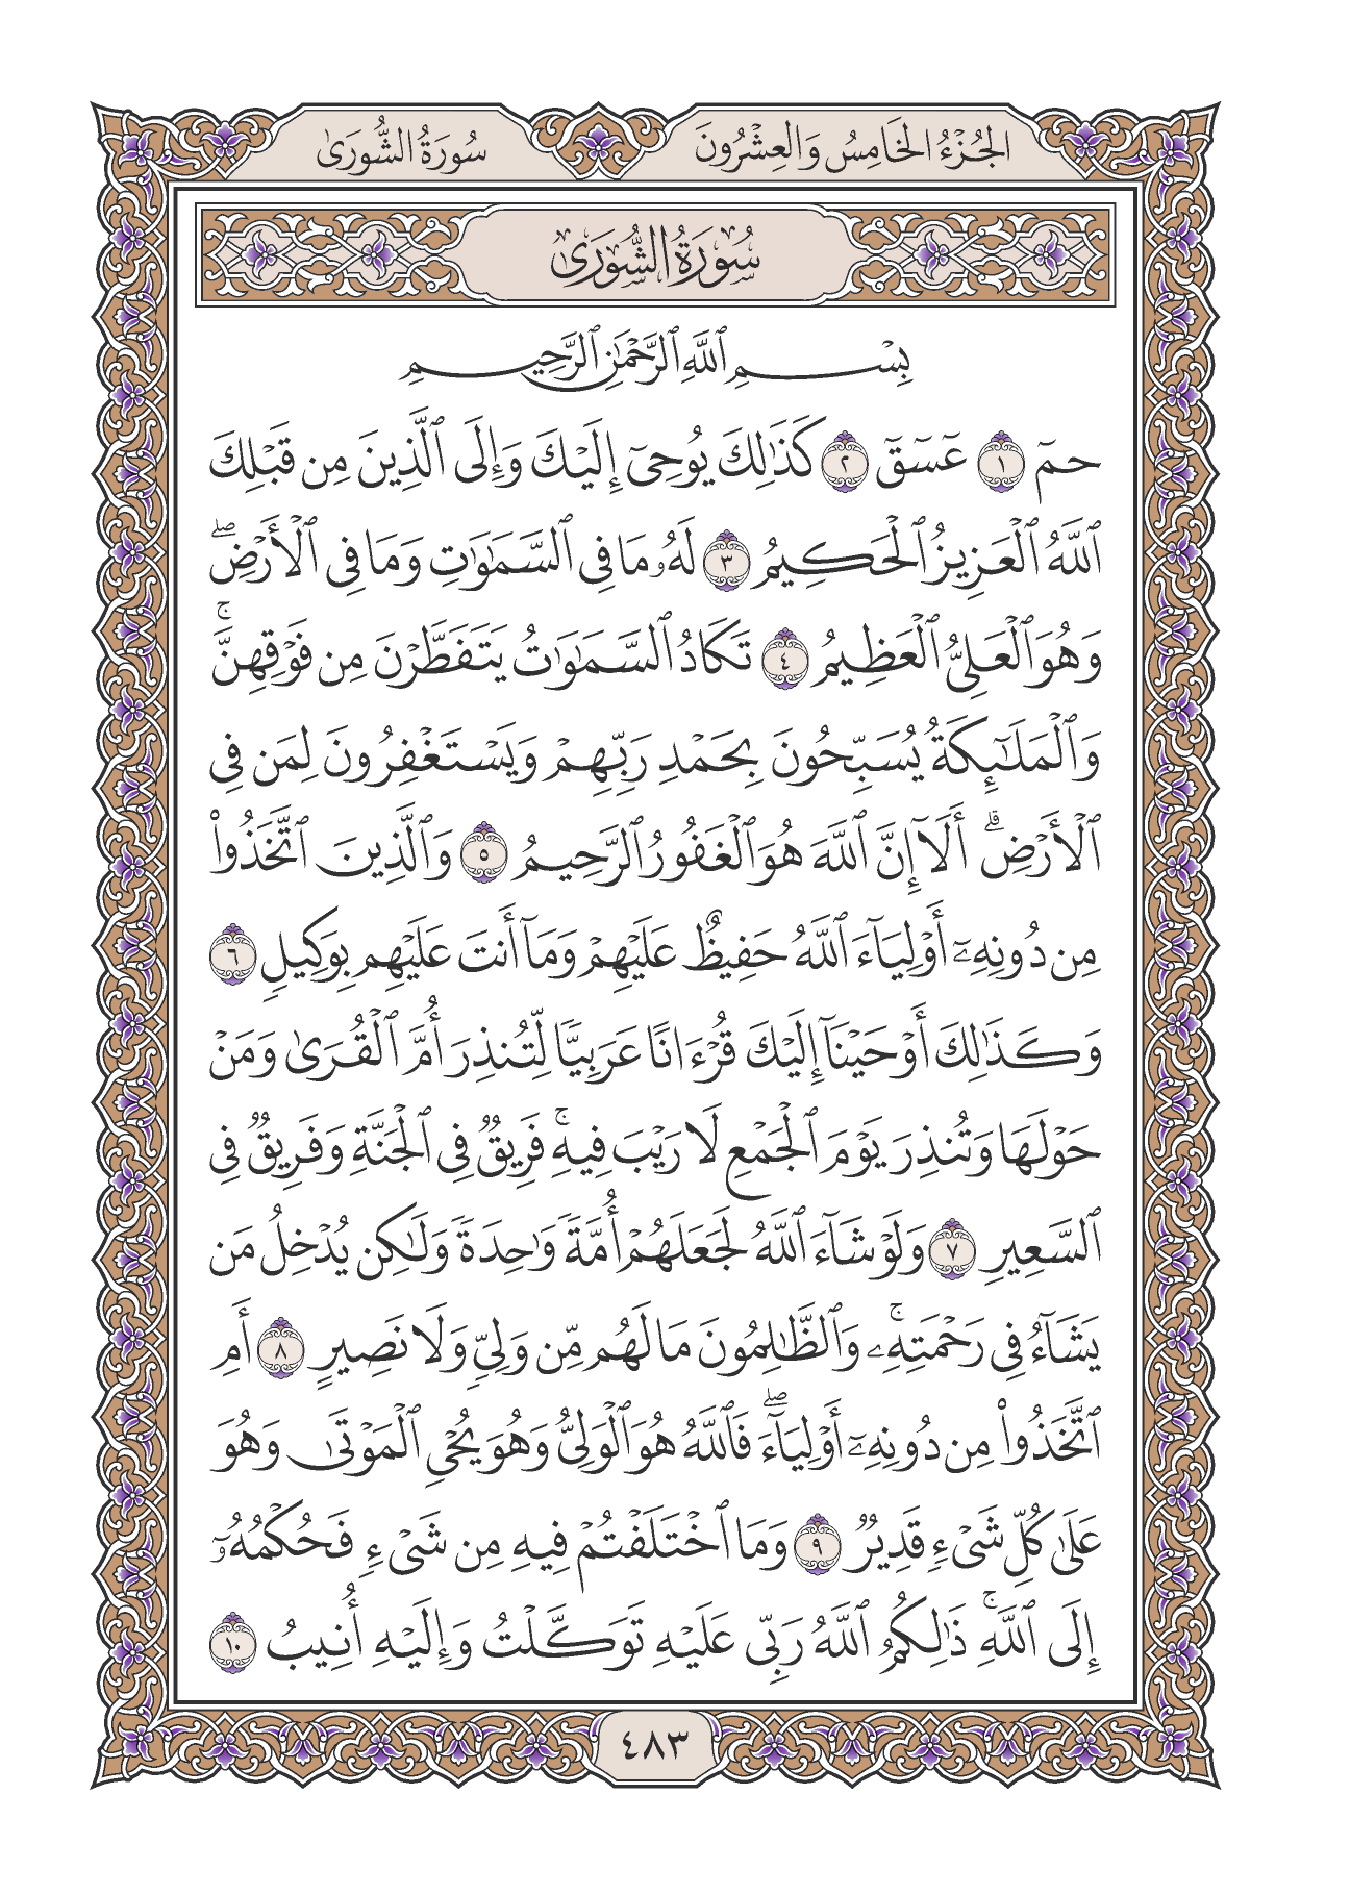 الجُزْءُ الخَامِسُ وَالعِشْرُونَ سُورَةُ الشُّورَىٰ
سُورَةُ الشُّورَىٰ
بِسْمِ ٱللَّهِ ٱلرَّحْمَٰنِ ٱلرَّحِيمِ
حمٓ ١ عٓسٓقٓ ٢ كَذَٰلِكَ يُوحِيٓ إِلَيْكَ وَإِلَى ٱلَّذِينَ مِن قَبْلِكَ
ٱللَّهُ ٱلْعَزِيزُ ٱلْحَكِيمُ ٣ لَهُۥ مَا فِي ٱلسَّمَٰوَٰتِ وَمَا فِي ٱلْأَرْضِۖ
وَهُوَ ٱلْعَلِيُّ ٱلْعَظِيمُ ٤ تَكَادُ ٱلسَّمَٰوَٰتُ يَتَفَطَّرْنَ مِن فَوْقِهِنَّۚ
وَٱلْمَلَٰٓئِكَةُ يُسَبِّحُونَ بِحَمْدِ رَبِّهِمْ وَيَسْتَغْفِرُونَ لِمَن فِي
ٱلْأَرْضِۗ أَلَآ إِنَّ ٱللَّهَ هُوَ ٱلْغَفُورُ ٱلرَّحِيمُ ٥ وَٱلَّذِينَ ٱتَّخَذُوا۟
مِن دُونِهِۦٓ أَوْلِيَآءَ ٱللَّهُ حَفِيظٌ عَلَيْهِمْ وَمَآ أَنتَ عَلَيْهِم بِوَكِيلٍ ٦
وَكَذَٰلِكَ أَوْحَيْنَآ إِلَيْكَ قُرْءَانًا عَرَبِيًّا لِّتُنذِرَ أُمَّ ٱلْقُرَىٰ وَمَنْ
حَوْلَهَا وَتُنذِرَ يَوْمَ ٱلْجَمْعِ لَا رَيْبَ فِيهِۚ فَرِيقٌ فِي ٱلْجَنَّةِ وَفَرِيقٌ فِي
ٱلسَّعِيرِ ٧ وَلَوْ شَآءَ ٱللَّهُ لَجَعَلَهُمْ أُمَّةً وَٰحِدَةً وَلَٰكِن يُدْخِلُ مَن
يَشَآءُ فِي رَحْمَتِهِۦۚ وَٱلظَّٰلِمُونَ مَا لَهُم مِّن وَلِيٍّ وَلَا نَصِيرٍ ٨ أَمِ
ٱتَّخَذُوا۟ مِن دُونِهِۦٓ أَوْلِيَآءَۖ فَٱللَّهُ هُوَ ٱلْوَلِيُّ وَهُوَ يُحْيِ ٱلْمَوْتَىٰ وَهُوَ
عَلَىٰ كُلِّ شَيْءٍ قَدِيرٌ ٩ وَمَا ٱخْتَلَفْتُمْ فِيهِ مِن شَيْءٍ فَحُكْمُهُۥٓ
إِلَى ٱللَّهِۚ ذَٰلِكُمُ ٱللَّهُ رَبِّي عَلَيْهِ تَوَكَّلْتُ وَإِلَيْهِ أُنِيبُ ١٠
٤٨٣